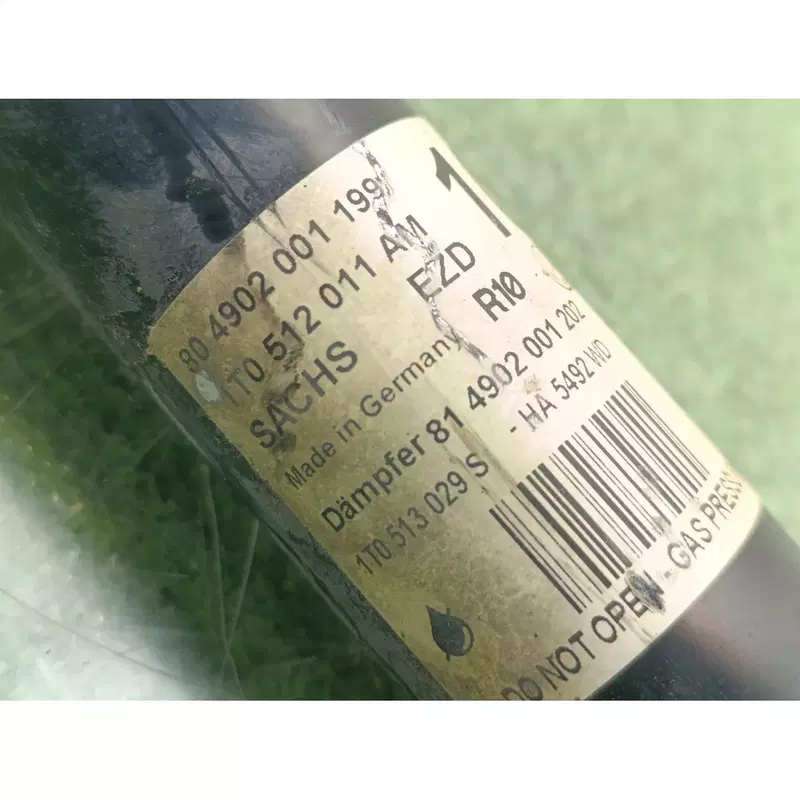 80 4902 001 199
1T0 512 011 AM
SACHS EZD 1
Made in Germany R10
Dämpfer 81 4902 001 202
1T0 513 029 S - HA 5492 WD
DO NOT OPEN - GAS PRESS